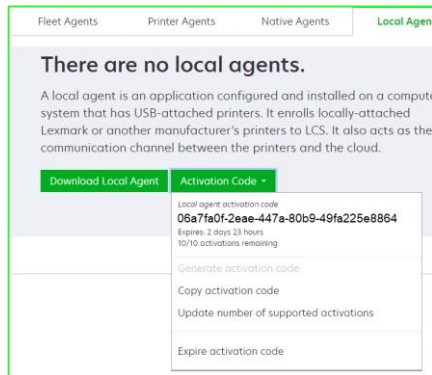 Fleet Agents
Printer Agents
Native Agents
Local Agen
There are no local agents.
A local agent is an application configured and installed on a compute
system that has USB-attached printers. It enrolls locally-attached
Lexmark or another manufacturer's printers to LCS. It also acts as the
communication channel between the printers and the cloud.
Download Local Agent
Activation Code
Local agent activation code
06a7fa0f-2eae-447a-80b9-49fa225e8864
Expires: 2 days 23 hours
10/10 activations remaining
Generate activation code
Copy activation code
Update number of supported activations
Expire activation code